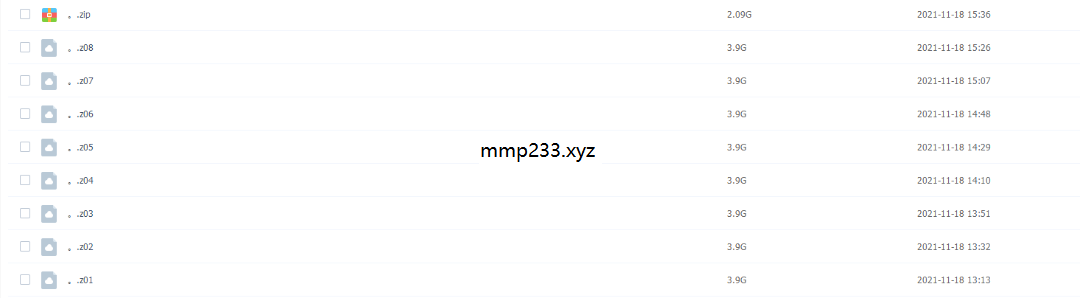 。.zip 2.09G 2021-11-18 15:36
。.z08 3.9G 2021-11-18 15:26
。.z07 3.9G 2021-11-18 15:07
。.z06 3.9G 2021-11-18 14:48
。.z05 3.9G 2021-11-18 14:29
mmp233.xyz
。.z04 3.9G 2021-11-18 14:10
。.z03 3.9G 2021-11-18 13:51
。.z02 3.9G 2021-11-18 13:32
。.z01 3.9G 2021-11-18 13:13